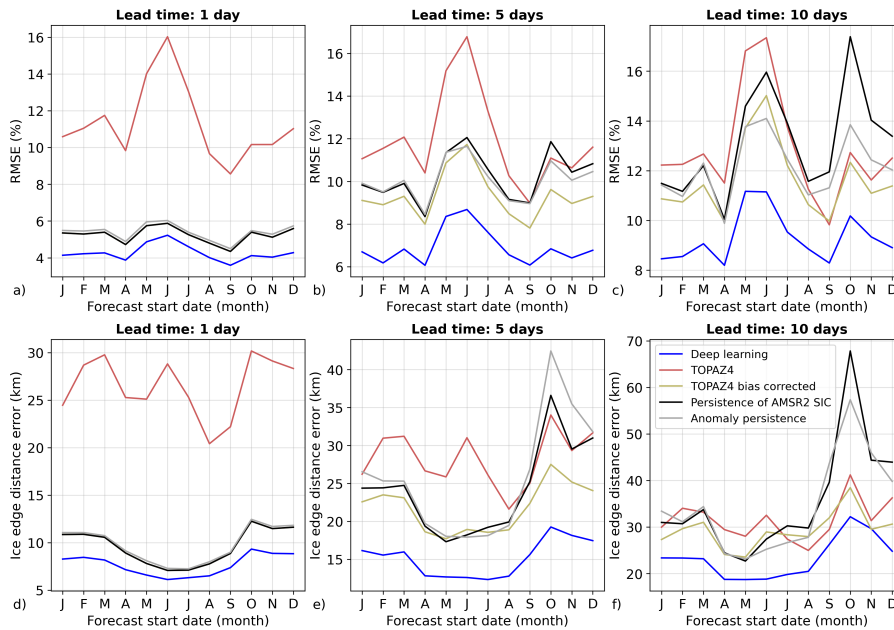 Lead time: 1 day
Lead time: 5 days
Lead time: 10 days
RMSE (%)
16
14
12
10
8
6
4
J F M A M J J A S O N D
a)
Forecast start date (month)
RMSE (%)
16
14
12
10
8
6
J F M A M J J A S O N D
b)
Forecast start date (month)
RMSE (%)
16
14
12
10
8
J F M A M J J A S O N D
c)
Forecast start date (month)
Lead time: 1 day
Lead time: 5 days
Lead time: 10 days
Ice edge distance error (km)
30
25
20
15
10
5
J F M A M J J A S O N D
d)
Forecast start date (month)
Ice edge distance error (km)
40
35
30
25
20
15
J F M A M J J A S O N D
e)
Forecast start date (month)
Ice edge distance error (km)
70
60
50
40
30
20
Deep learning
TOPAZ4
TOPAZ4 bias corrected
Persistence of AMSR2 SIC
Anomaly persistence
J F M A M J J A S O N D
f)
Forecast start date (month)